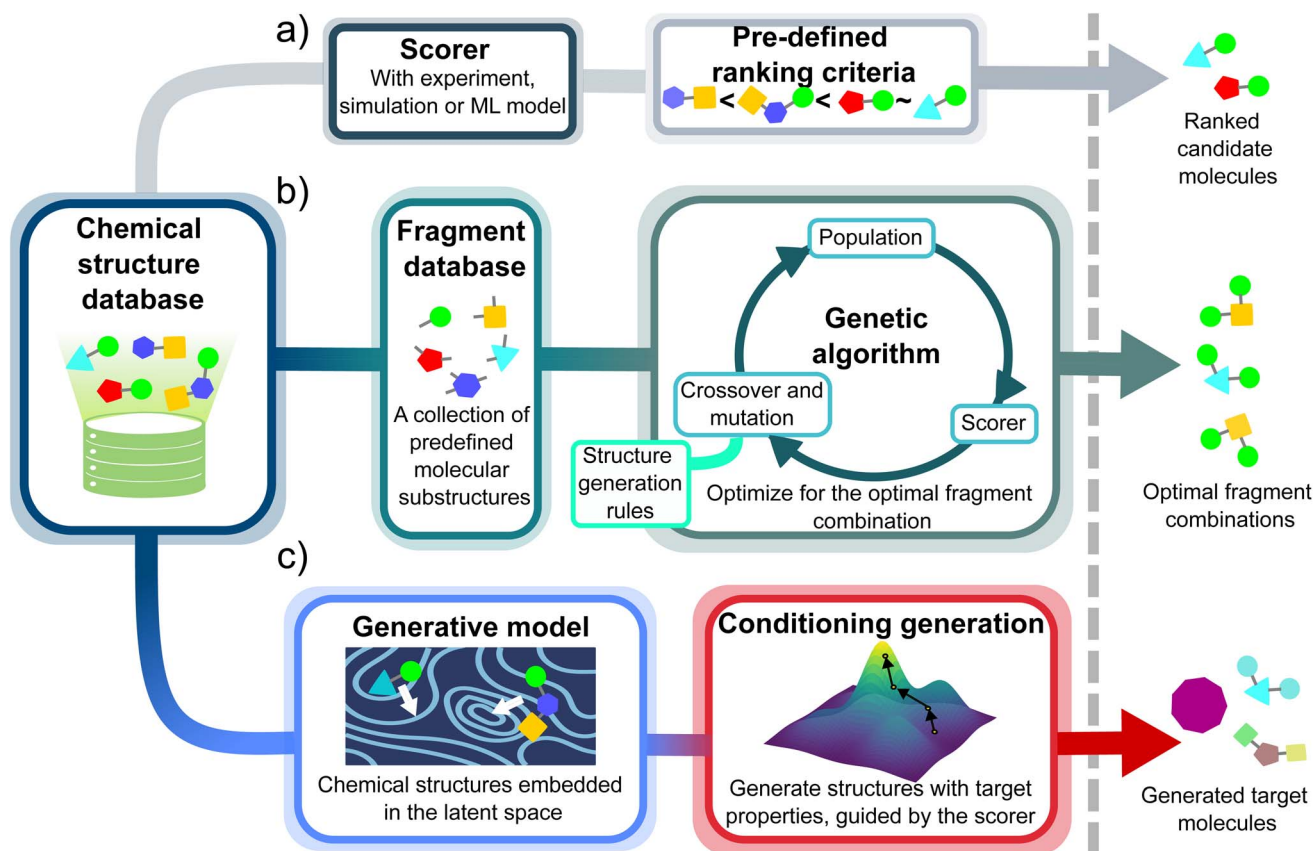 a)
Scorer
With experiment,
simulation or ML model
Pre-defined
ranking criteria
< < ~
Ranked
candidate
molecules
b)
Chemical
structure
database
Fragment
database
A collection of
predefined
molecular
substructures
Population
Genetic
algorithm
Crossover and
mutation
Scorer
Structure
generation
rules
Optimize for the optimal fragment
combination
Optimal fragment
combinations
c)
Generative model
Chemical structures embedded
in the latent space
Conditioning generation
Generate structures with target
properties, guided by the scorer
Generated target
molecules